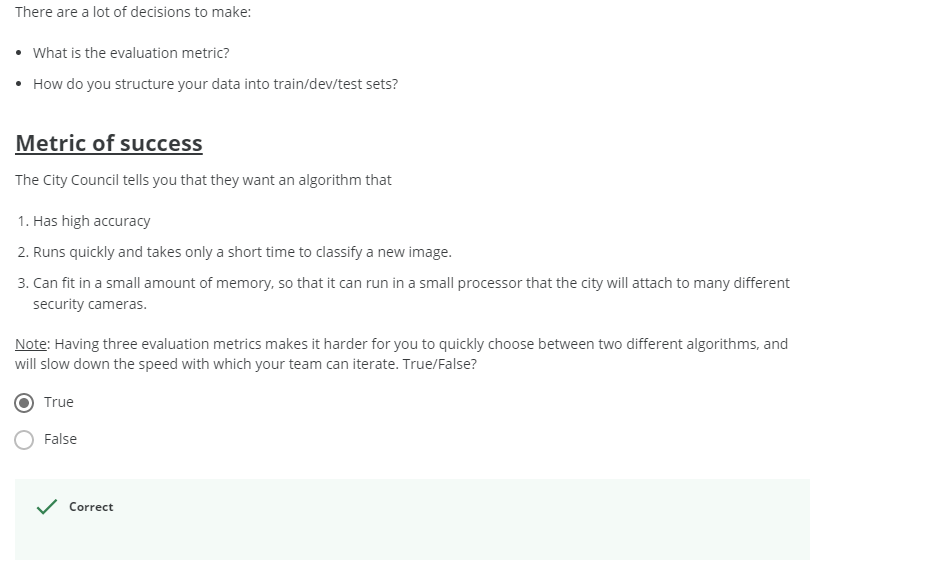 There are a lot of decisions to make:
• What is the evaluation metric?
• How do you structure your data into train/dev/test sets?
Metric of success
The City Council tells you that they want an algorithm that
1. Has high accuracy
2. Runs quickly and takes only a short time to classify a new image.
3. Can fit in a small amount of memory, so that it can run in a small processor that the city will attach to many different
security cameras.
Note: Having three evaluation metrics makes it harder for you to quickly choose between two different algorithms, and
will slow down the speed with which your team can iterate. True/False?
True
False
Correct